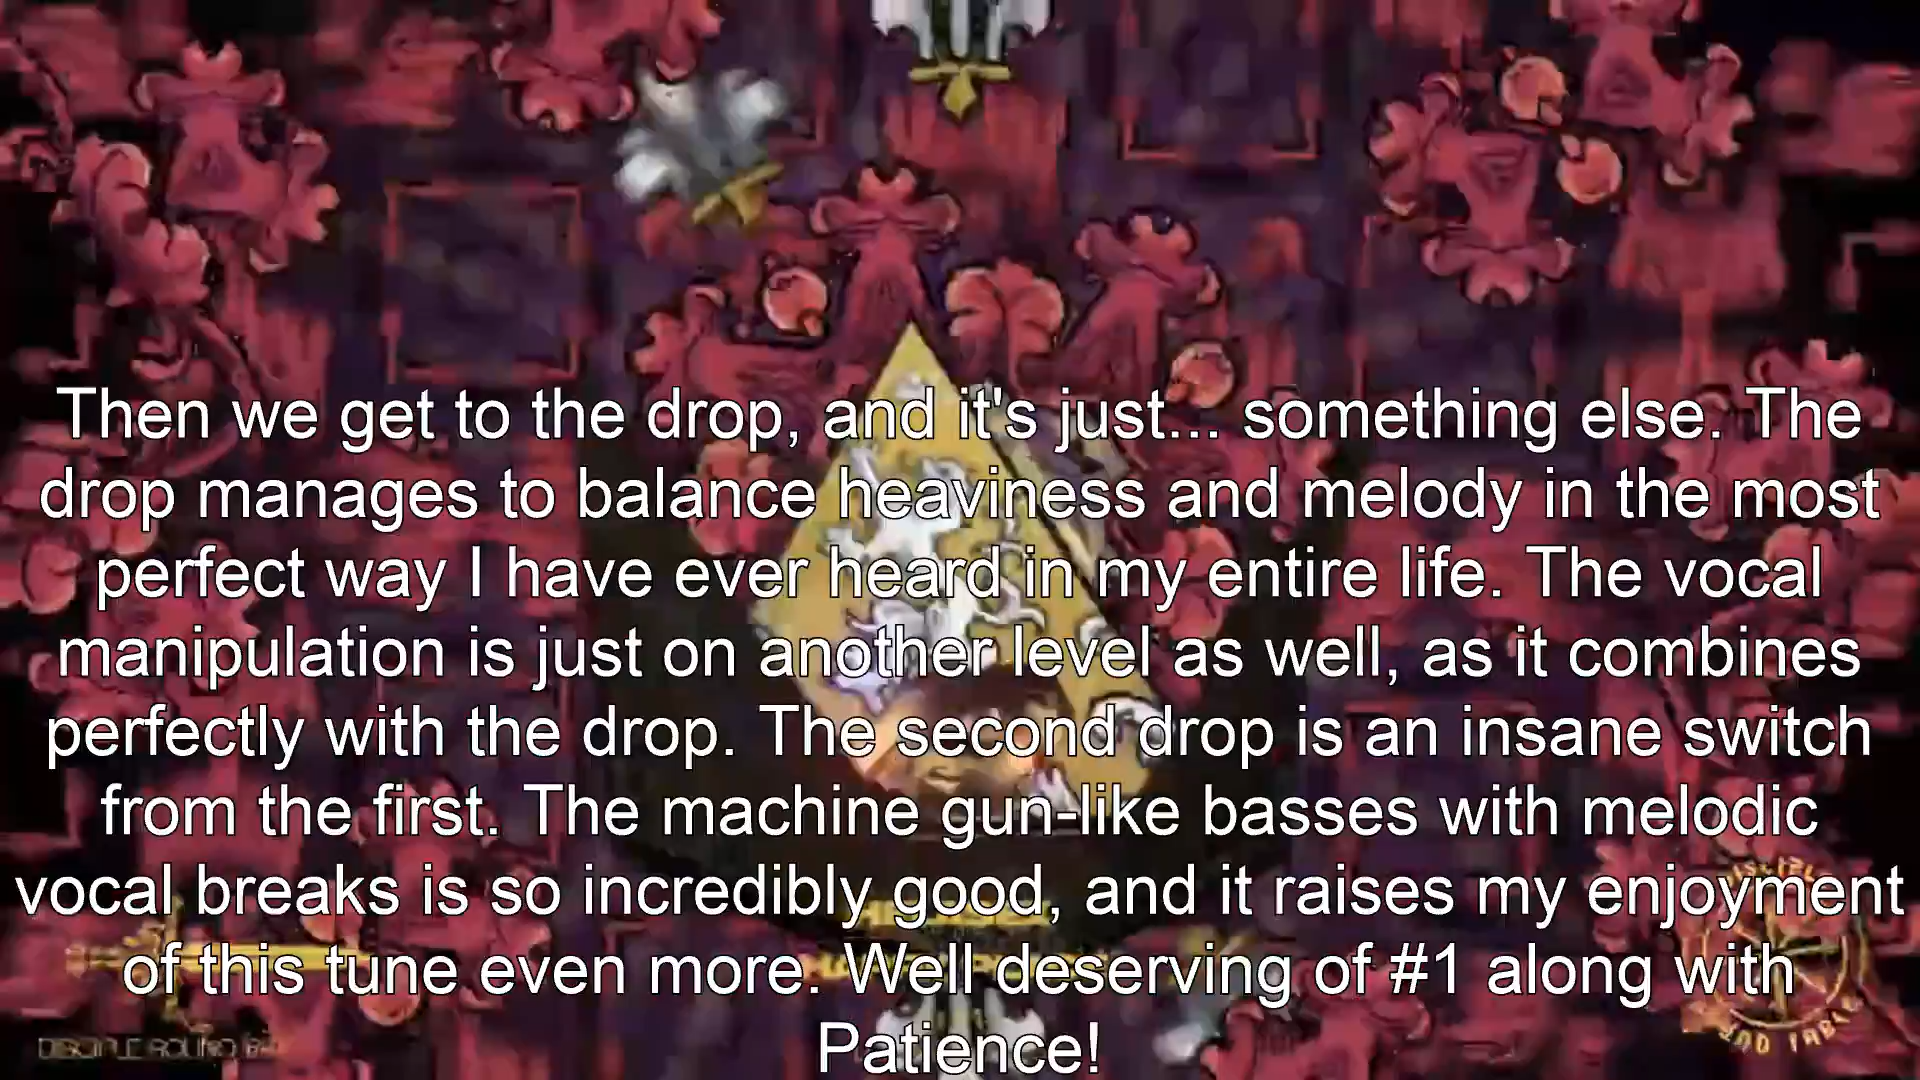 Then we get to the drop, and it's just... something else. The
drop manages to balance heaviness and melody in the most
perfect way I have ever heard in my entire life. The vocal
manipulation is just on another level as well, as it combines
perfectly with the drop. The second drop is an insane switch
from the first. The machine gun-like basses with melodic
vocal breaks is so incredibly good, and it raises my enjoyment
of this tune even more. Well deserving of #1 along with
Patience!
DISCIPLE ROUND